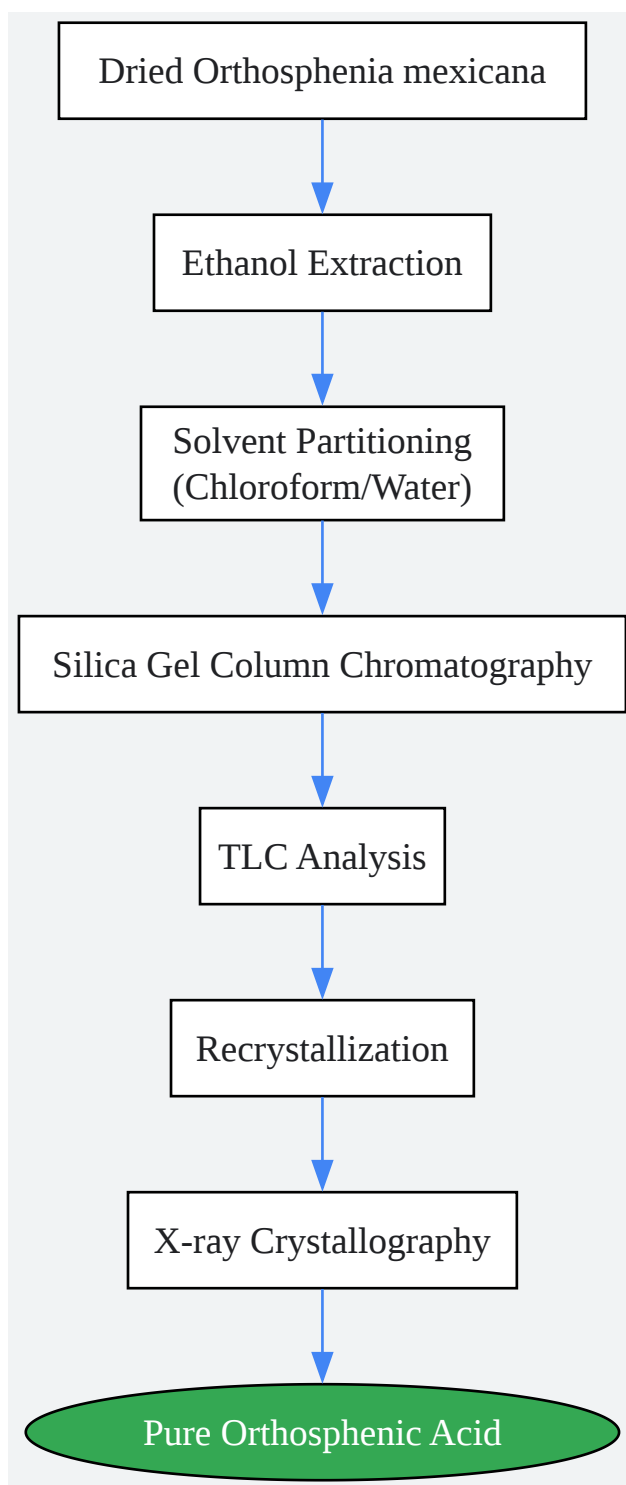 Dried Orthosphenia mexicana
Ethanol Extraction
Solvent Partitioning
(Chloroform/Water)
Silica Gel Column Chromatography
TLC Analysis
Recrystallization
X-ray Crystallography
Pure Orthosphenic Acid